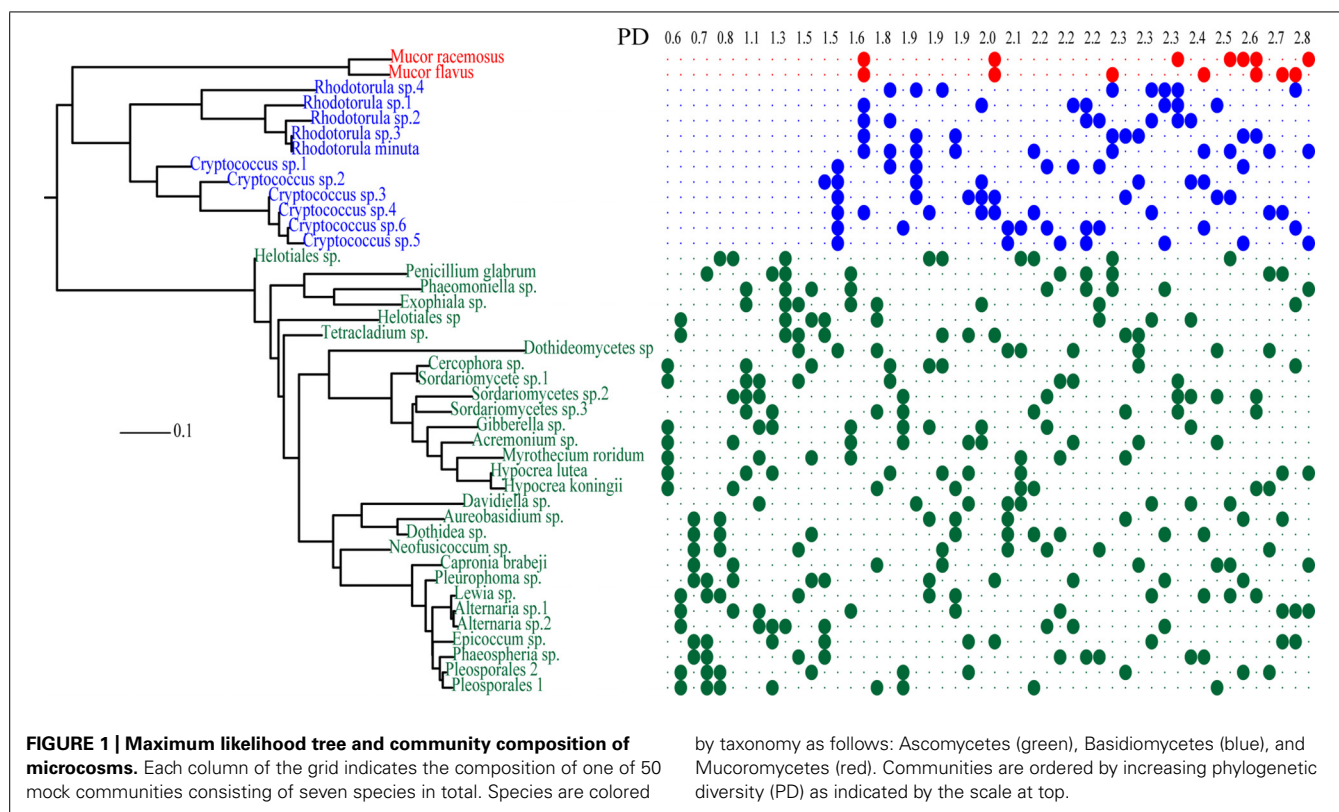 PD 0.6 0.7 0.8 1.1 1.3 1.5 1.5 1.6 1.8 1.9 1.9 1.9 2.0 2.1 2.2 2.2 2.2 2.3 2.3 2.3 2.4 2.5 2.6 2.7 2.8
Mucor racemosus
Mucor flavus
Rhodotorula sp.4
Rhodotorula sp.1
Rhodotorula sp.2
Rhodotorula sp.3
Rhodotorula minuta
Cryptococcus sp.1
Cryptococcus sp.2
Cryptococcus sp.3
Cryptococcus sp.4
Cryptococcus sp.6
Cryptococcus sp.5
Helotiales sp.
Penicillium glabrum
Phaeomoniella sp.
Exophiala sp.
Helotiales sp
Tetracladium sp.
Dothideomycetes sp
Cercophora sp.
Sordariomycete sp.1
Sordariomycetes sp.2
Sordariomycetes sp.3
Gibberella sp.
0.1
Acremonium sp.
Myrothecium roridum
Hypocrea lutea
Hypocrea koningii
Davidiella sp.
Aureobasidium sp.
Dothidea sp.
Neofusicoccum sp.
Capronia brabeji
Pleurophoma sp.
Lewia sp.
Alternaria sp.1
Alternaria sp.2
Epicoccum sp.
Phaeospheria sp.
Pleosporales 2
Pleosporales 1
FIGURE 1 | Maximum likelihood tree and community composition of
microcosms. Each column of the grid indicates the composition of one of 50
mock communities consisting of seven species in total. Species are colored
by taxonomy as follows: Ascomycetes (green), Basidiomycetes (blue), and
Mucoromycetes (red). Communities are ordered by increasing phylogenetic
diversity (PD) as indicated by the scale at top.